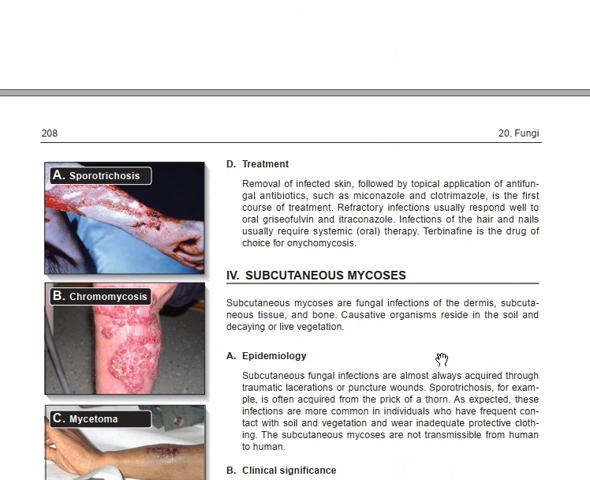 208
20. Fungi
A. Sporotrichosis
B. Chromomycosis
C. Mycetoma
D. Treatment
Removal of infected skin, followed by topical application of antifun-
gal antibiotics, such as miconazole and clotrimazole, is the first
course of treatment. Refractory infections usually respond well to
oral griseofulvin and itraconazole. Infections of the hair and nails
usually require systemic (oral) therapy. Terbinafine is the drug of
choice for onychomycosis.
IV. SUBCUTANEOUS MYCOSES
Subcutaneous mycoses are fungal infections of the dermis, subcuta-
neous tissue, and bone. Causative organisms reside in the soil and
decaying or live vegetation.
A. Epidemiology
Subcutaneous fungal infections are almost always acquired through
traumatic lacerations or puncture wounds. Sporotrichosis, for exam-
ple, is often acquired from the prick of a thorn. As expected, these
infections are more common in individuals who have frequent con-
tact with soil and vegetation and wear inadequate protective cloth-
ing. The subcutaneous mycoses are not transmissible from human
to human.
B. Clinical significance